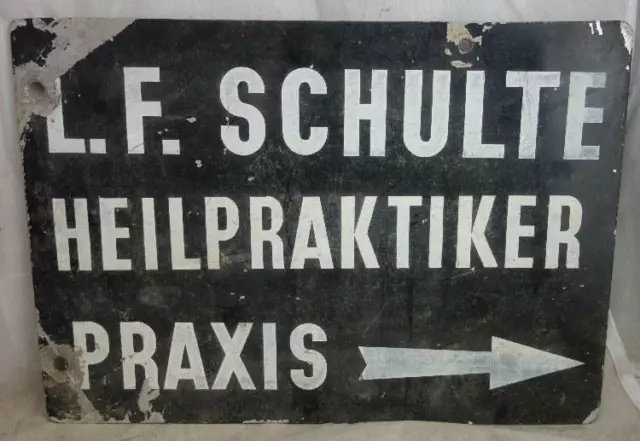 L.F. SCHULTE
HEILPRAKTIKER
PRAXIS